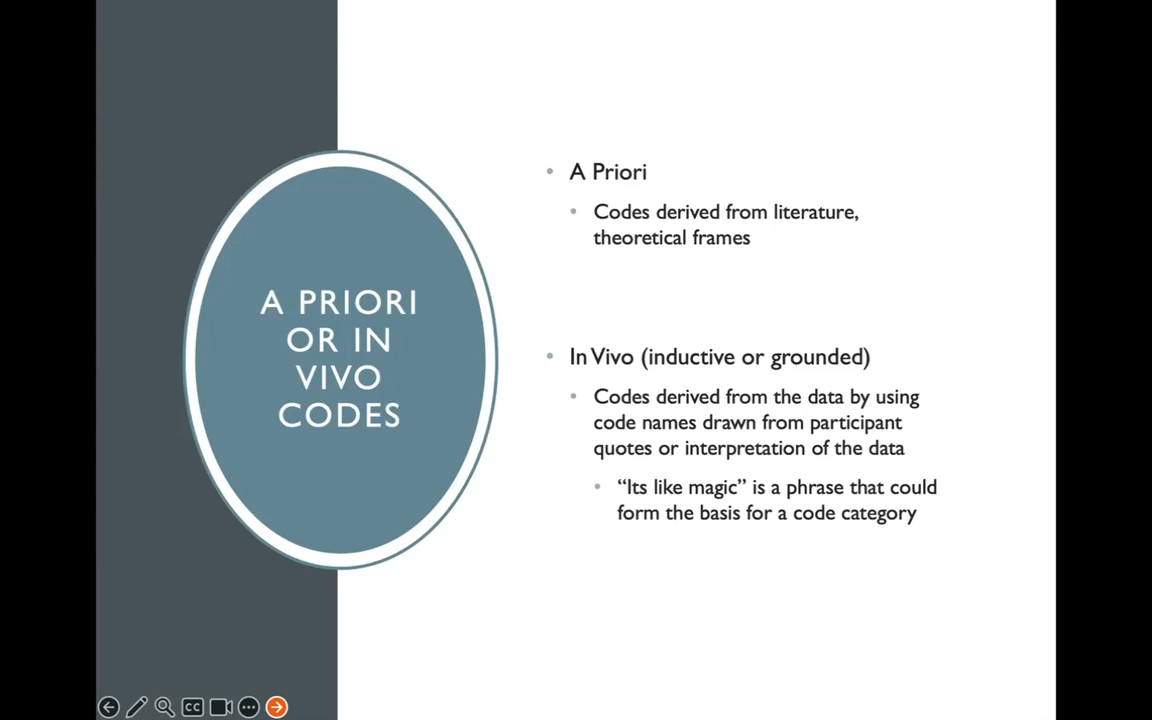 A PRIORI
OR IN
VIVO
CODES
A Priori
Codes derived from literature,
theoretical frames
In Vivo (inductive or grounded)
Codes derived from the data by using
code names drawn from participant
quotes or interpretation of the data
“Its like magic” is a phrase that could
form the basis for a code category
CC